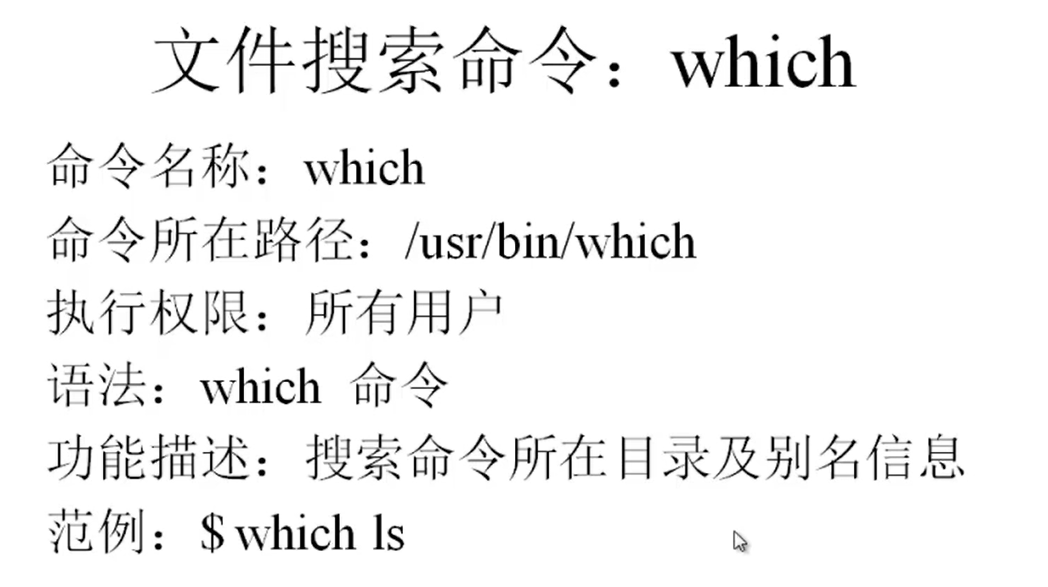 文件搜索命令：which
命令名称：which
命令所在路径：/usr/bin/which
执行权限：所有用户
语法：which 命令
功能描述：搜索命令所在目录及别名信息
范例：$ which ls